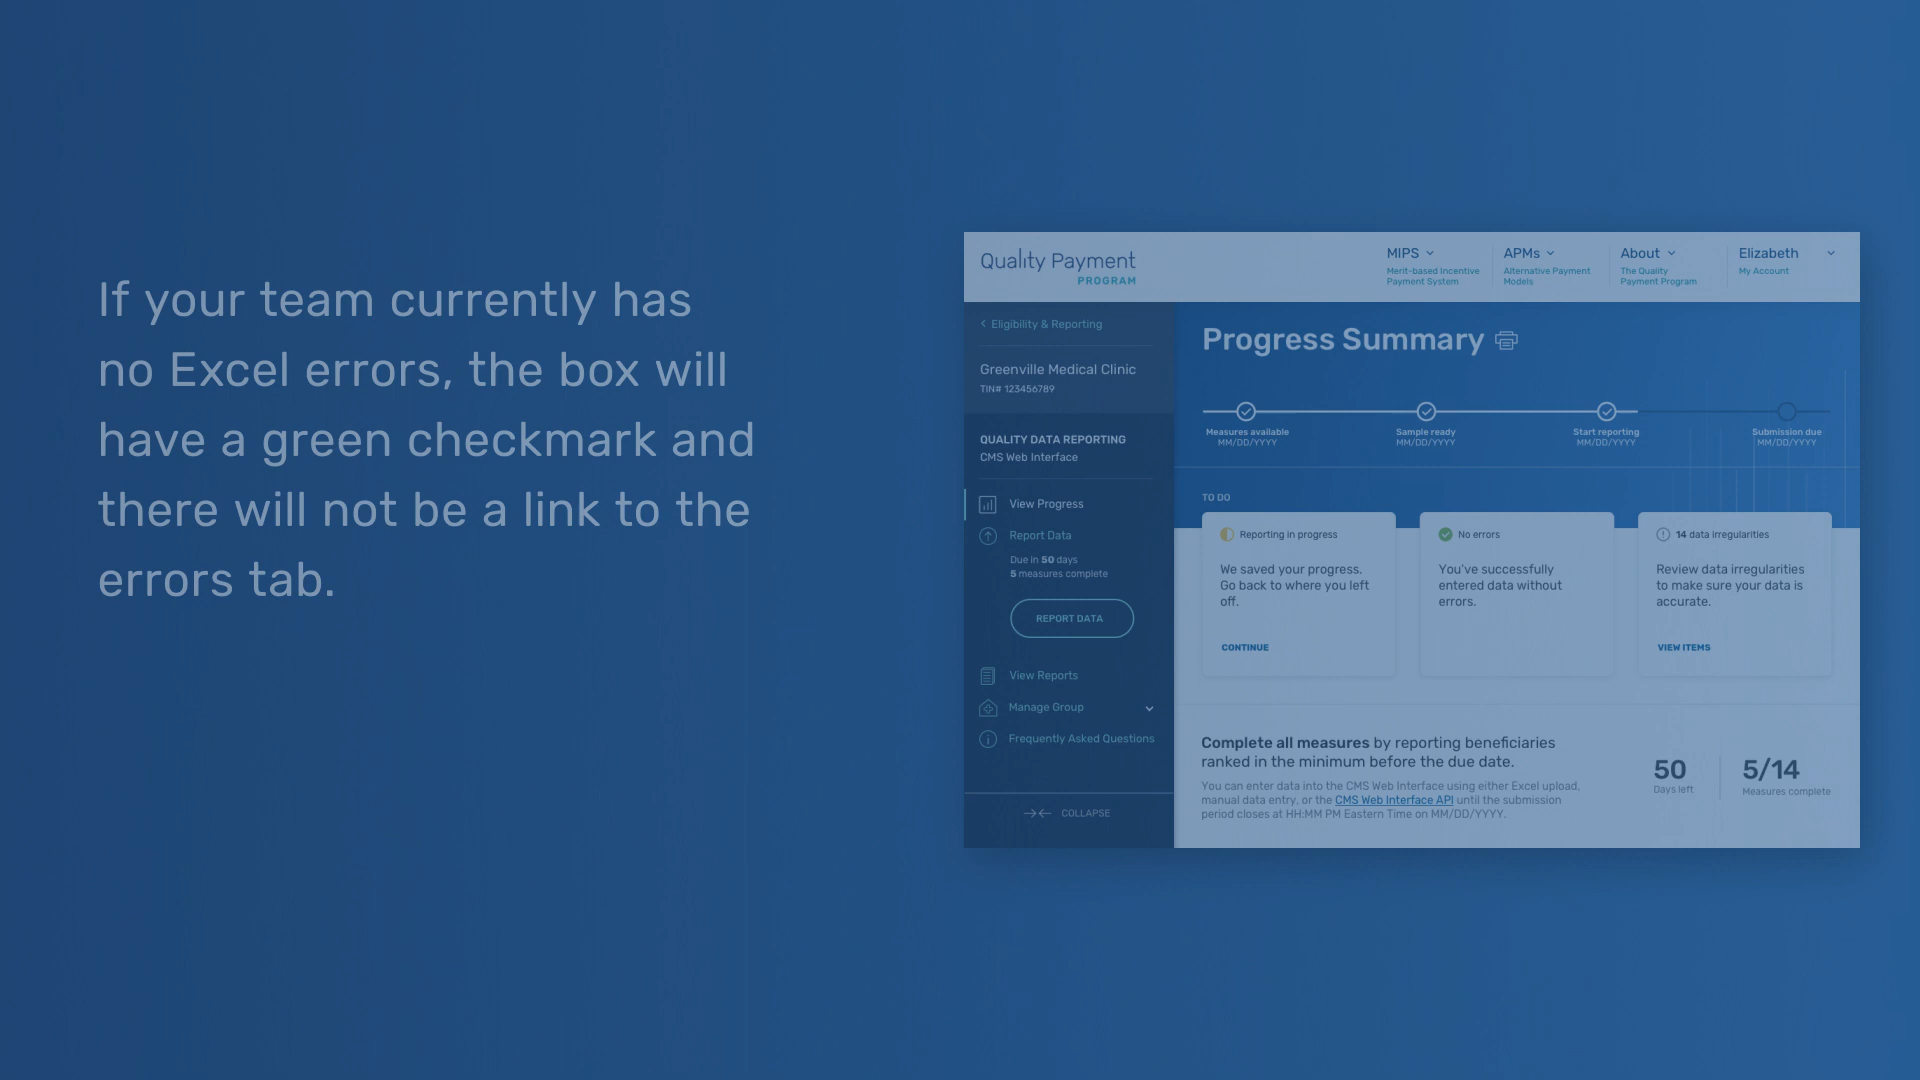 If your team currently has
no Excel errors, the box will
have a green checkmark and
there will not be a link to the
errors tab.
Quality Payment
PROGRAM
MIPS
Merit-based Incentive
Payment System
APMs
Alternative Payment
Models
About
The Quality
Payment Program
Elizabeth
My Account
Eligibility & Reporting
Greenville Medical Clinic
TIN# 123456789
QUALITY DATA REPORTING
CMS Web Interface
View Progress
Report Data
Due in 50 days
5 measures complete
REPORT DATA
View Reports
Manage Group
Frequently Asked Questions
COLLAPSE
Progress Summary
Measures available
MM/DD/YYYY
Sample ready
MM/DD/YYYY
Start reporting
MM/DD/YYYY
Submission due
MM/DD/YYYY
TO DO
Reporting in progress
We saved your progress.
Go back to where you left
off.
CONTINUE
No errors
You've successfully
entered data without
errors.
14 data irregularities
Review data irregularities
to make sure your data is
accurate.
VIEW ITEMS
Complete all measures by reporting beneficiaries
ranked in the minimum before the due date.
You can enter data into the CMS Web Interface using either Excel upload,
manual data entry, or the CMS Web Interface API until the submission
period closes at HH:MM PM Eastern Time on MM/DD/YYYY.
50
Days left
5/14
Measures complete